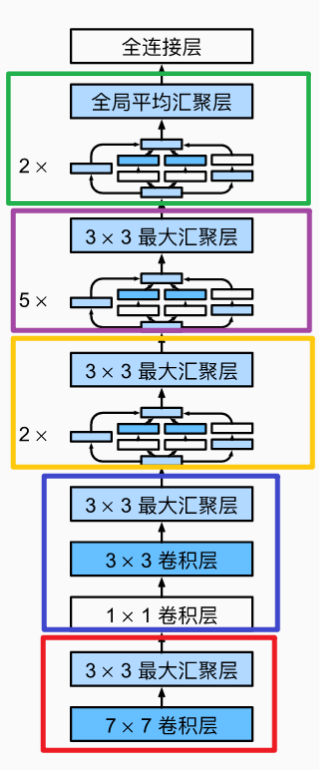 全连接层
全局平均汇聚层
2 ×
3 × 3 最大汇聚层
5 ×
3 × 3 最大汇聚层
2 ×
3 × 3 最大汇聚层
3 × 3 卷积层
1 × 1 卷积层
3 × 3 最大汇聚层
7 × 7 卷积层